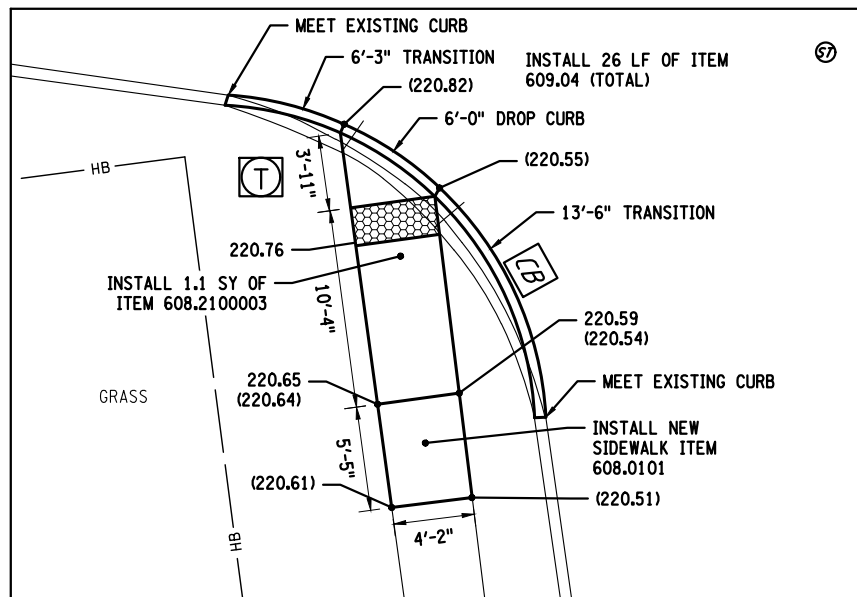 MEET EXISTING CURB
6'-3" TRANSITION
INSTALL 26 LF OF ITEM
609.04 (TOTAL)
ST
(220.82)
6'-0" DROP CURB
(220.55)
HB
T
3'-11"
13'-6" TRANSITION
CB
220.76
INSTALL 1.1 SY OF
ITEM 608.2100003
10'-4"
220.59
(220.54)
GRASS
220.65
(220.64)
MEET EXISTING CURB
INSTALL NEW
SIDEWALK ITEM
608.0101
5'-5"
(220.61)
(220.51)
4'-2"
HB